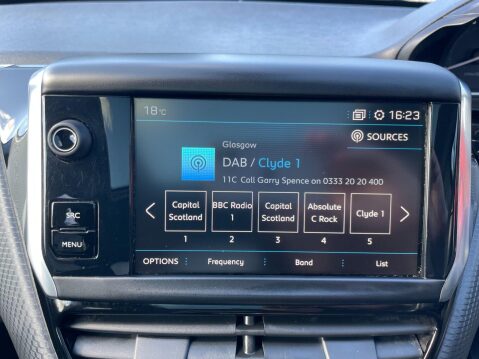 18°C
16:23
SOURCES
Glasgow
DAB / Clyde 1
11C Call Garry Spence on 0333 20 20 400
Capital Scotland
BBC Radio 1
Capital Scotland
Absolute C Rock
Clyde 1
1 2 3 4 5
SRC
MENU
OPTIONS Frequency Band List